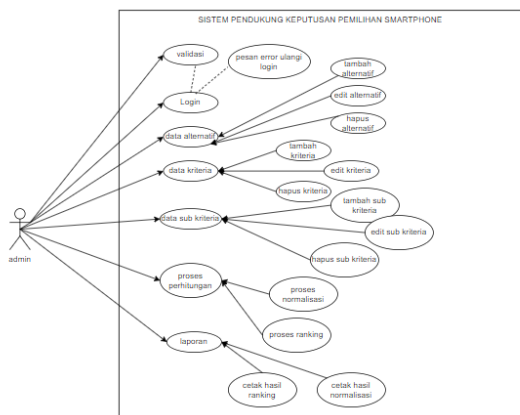 SISTEM PENDUKUNG KEPUTUSAN PEMILIHAN SMARTPHONE
validasi
pesan error ulangi
login
tambah
alternatif
Login
edit alternatif
hapus
alternatif
data alternatif
tambah
kriteria
data kriteria
edit kriteria
hapus kriteria
tambah sub
kriteria
data sub kriteria
edit sub kriteria
admin
hapus sub kriteria
proses
perhitungan
proses
normalisasi
proses ranking
laporan
cetak hasil
ranking
cetak hasil
normalisasi